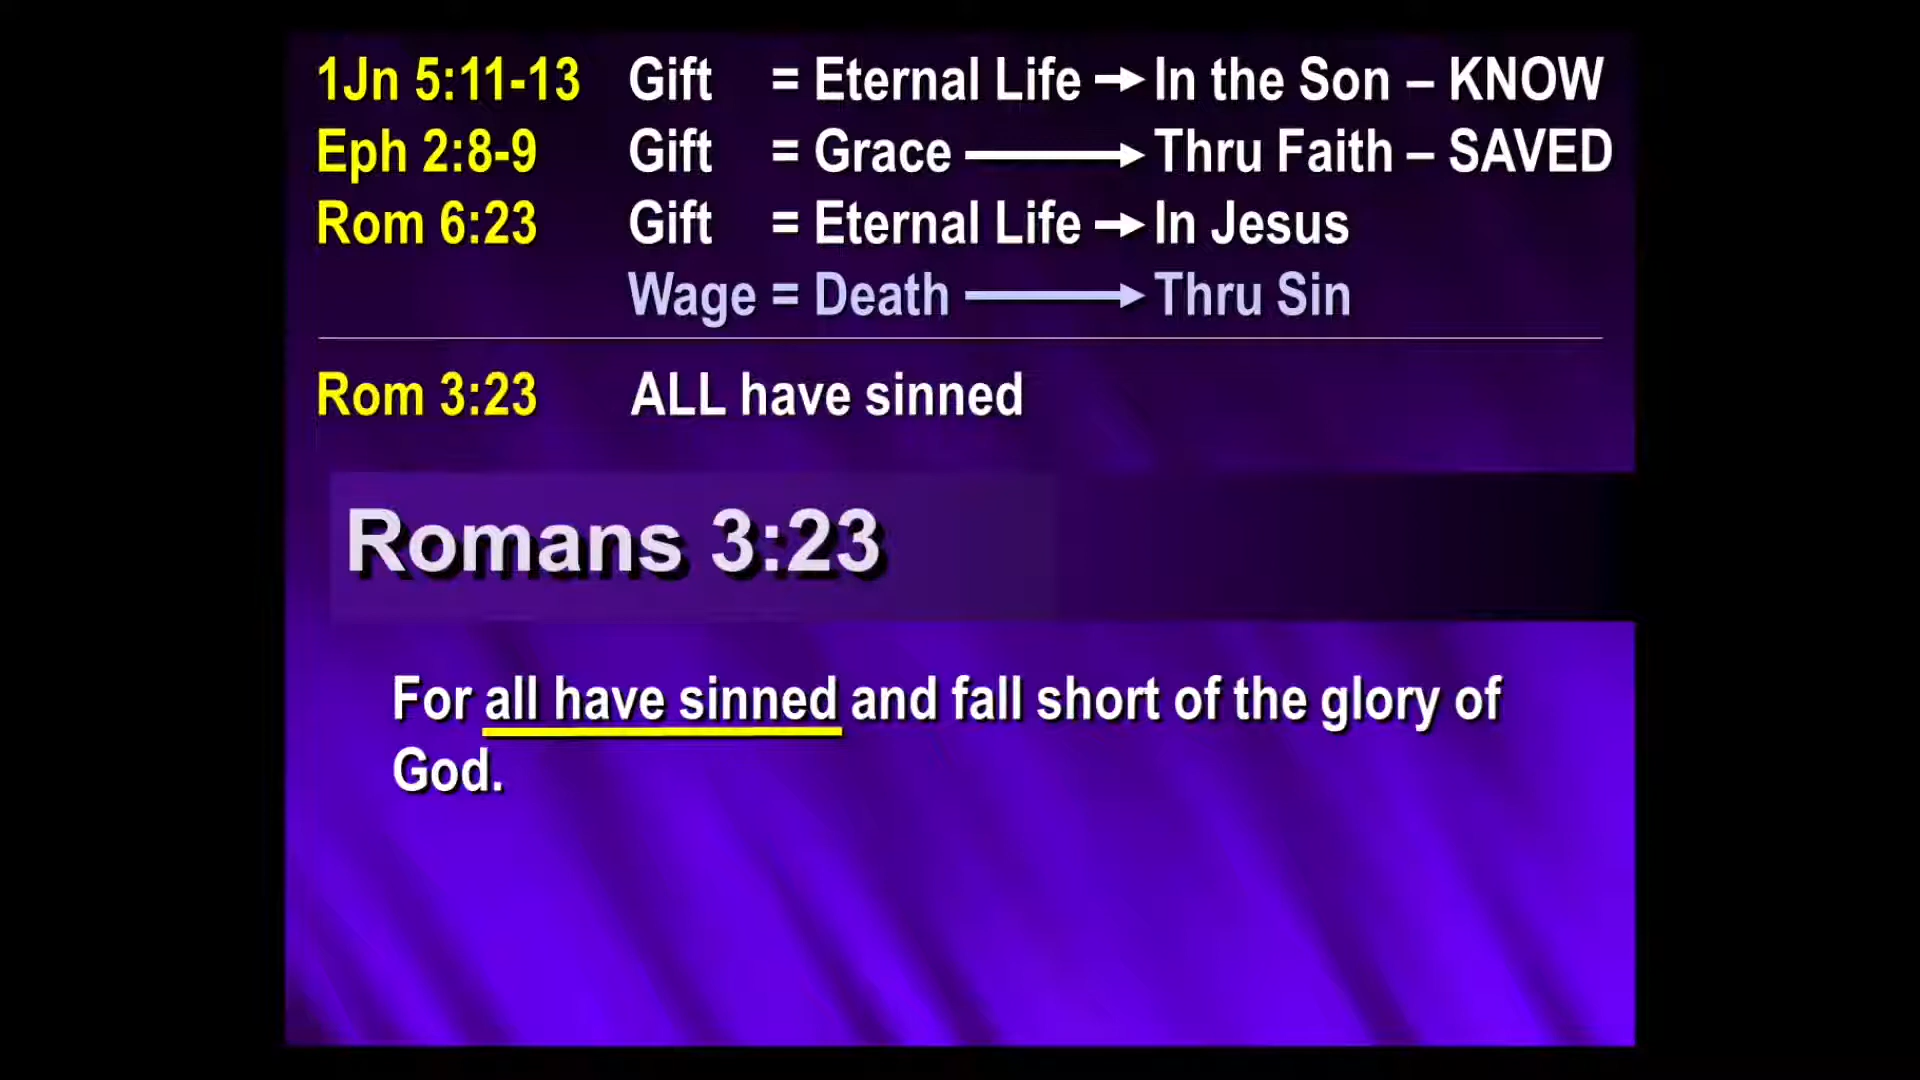 1Jn 5:11-13 Gift = Eternal Life → In the Son – KNOW
Eph 2:8-9 Gift = Grace → Thru Faith – SAVED
Rom 6:23 Gift = Eternal Life → In Jesus
Wage = Death → Thru Sin
Rom 3:23 ALL have sinned
Romans 3:23
For all have sinned and fall short of the glory of
God.